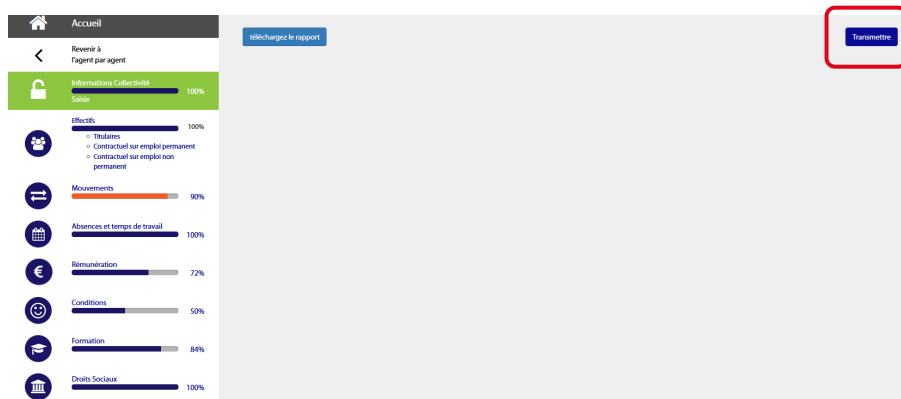 Accueil
téléchargez le rapport
Transmettre
Revenir à
l'agent par agent
Informations Collectivité
100%
Saisie
Effectifs
100%
Titulaires
Contractuel sur emploi permanent
Contractuel sur emploi non
permanent
Mouvements
90%
Absences et temps de travail
100%
Rémunération
72%
Conditions
50%
Formation
84%
Droits Sociaux
100%